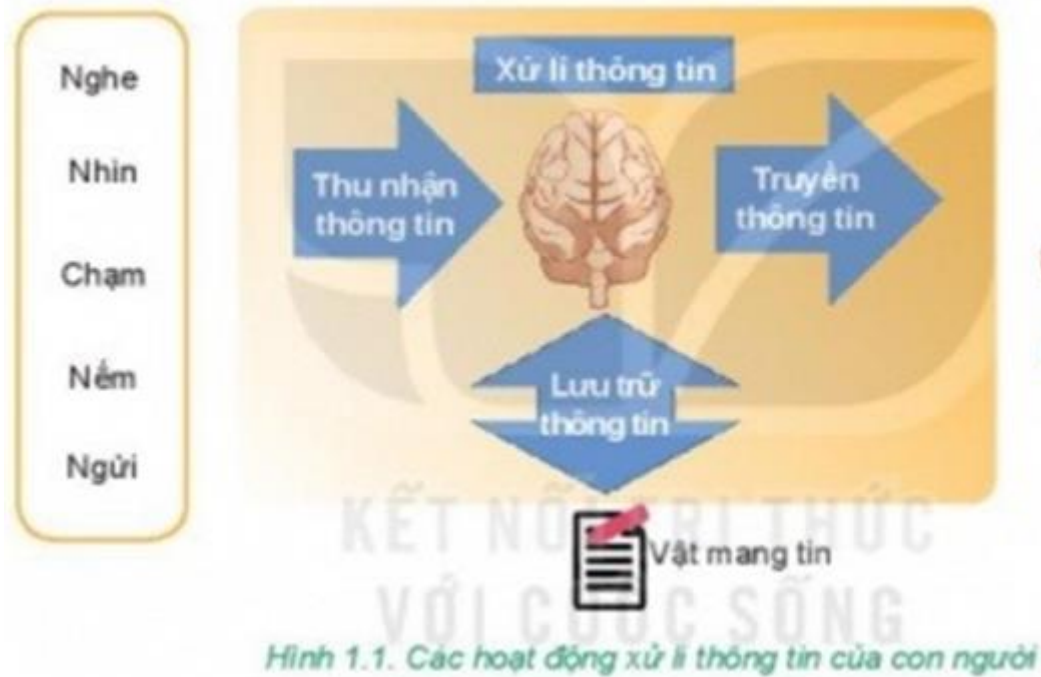 Nghe
Nhìn
Chạm
Nếm
Ngửi
Xử lí thông tin
Thu nhận
thông tin
Truyền
thông tin
Lưu trữ
thông tin
Vật mang tin
KẾT NỐI TRI THỨC
VỚI CUỘC SỐNG
Hình 1.1. Các hoạt động xử lí thông tin của con người